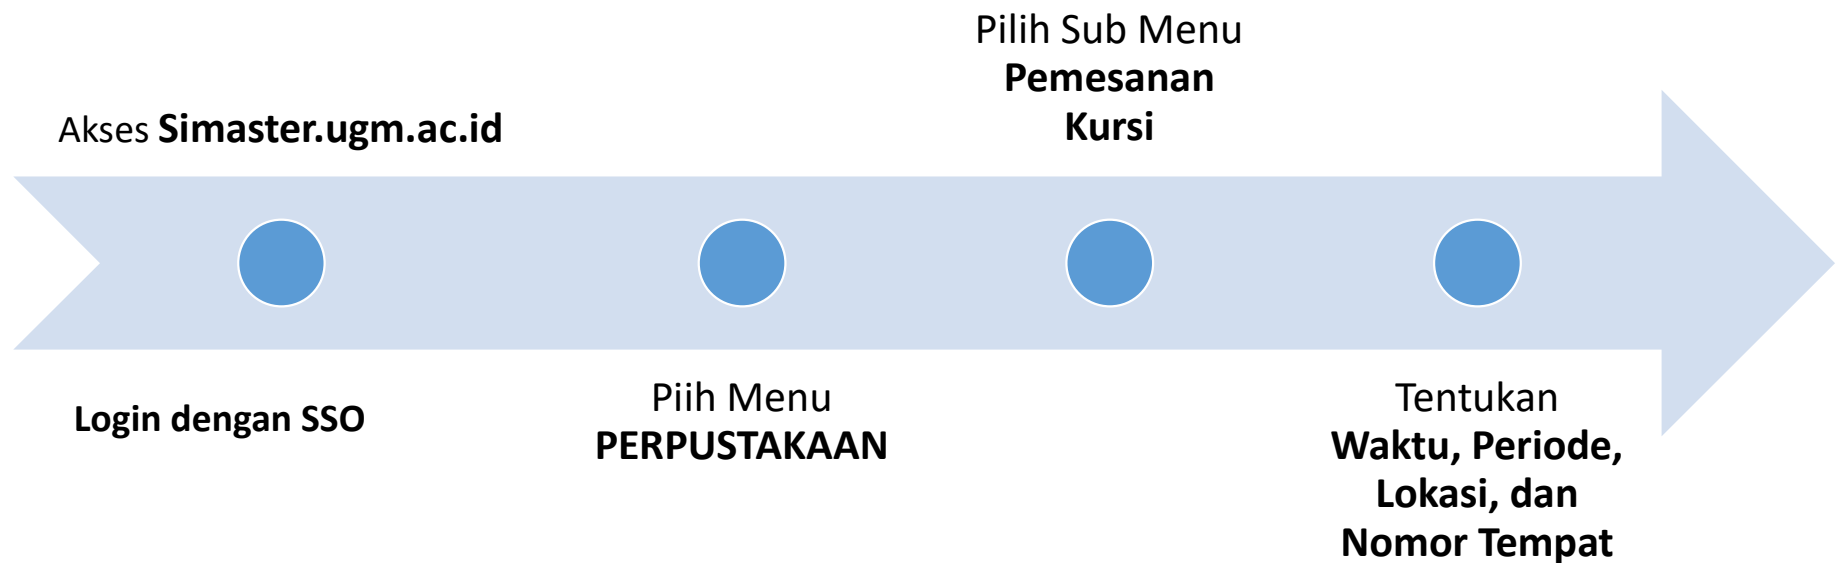 Akses Simaster.ugm.ac.id
Login dengan SSO
Piih Menu
PERPUSTAKAAN
Pilih Sub Menu
Pemesanan
Kursi
Tentukan
Waktu, Periode,
Lokasi, dan
Nomor Tempat